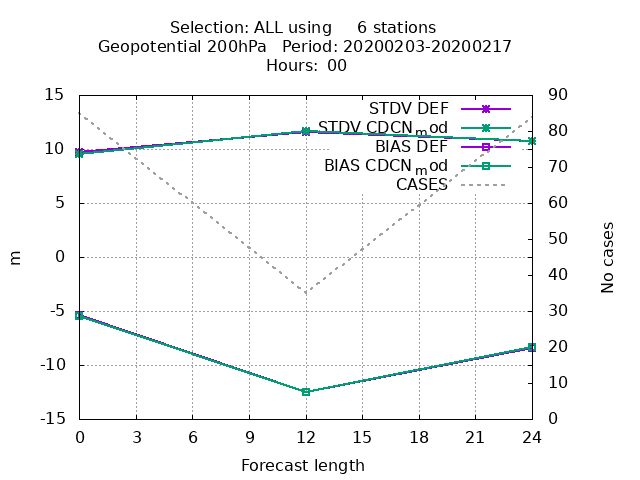 Selection: ALL using     6 stations
Geopotential 200hPa   Period: 20200203-20200217
Hours: 00
STDV DEF
STDV CDCN_mod
BIAS DEF
BIAS CDCN_mod
CASES
15
10
5
0
-5
-10
-15
m
90
80
70
60
50
40
30
20
10
0
No cases
0 3 6 9 12 15 18 21 24
Forecast length